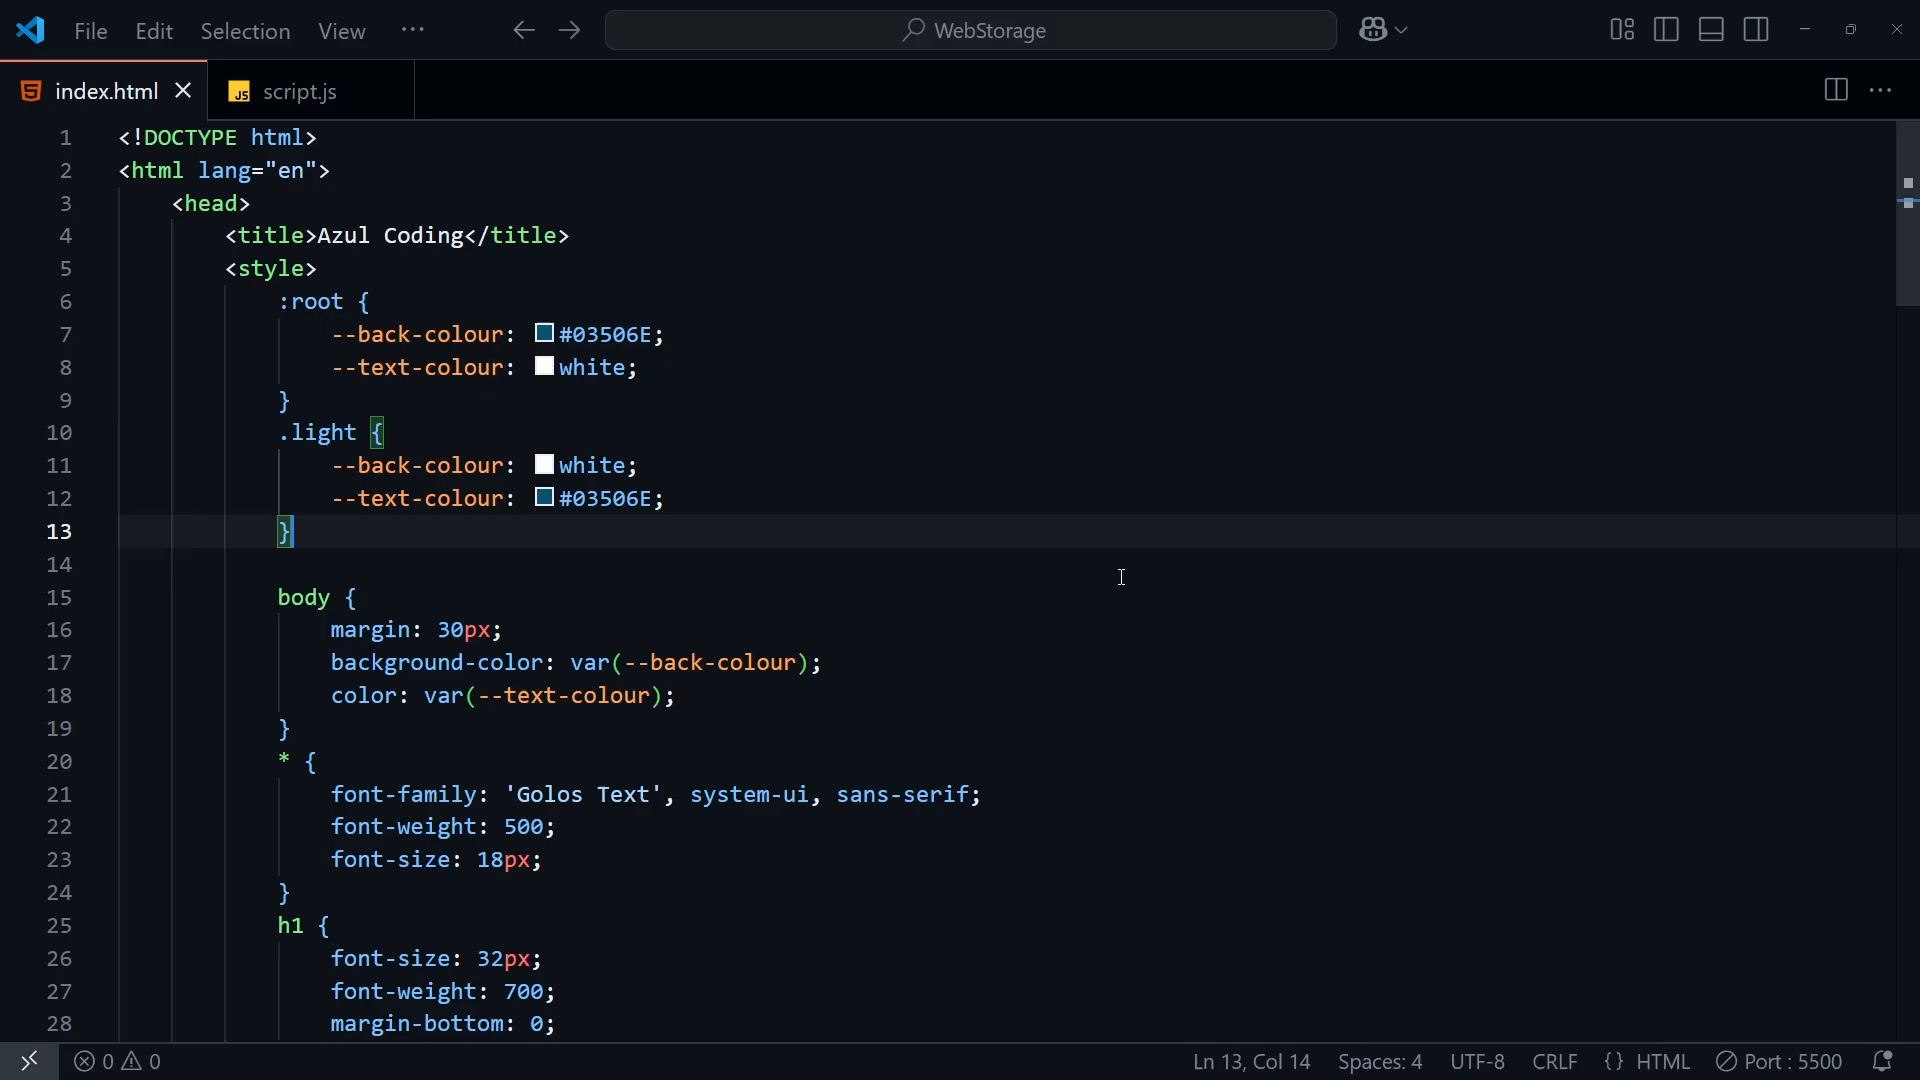 File Edit Selection View ··· WebStorage
index.html script.js
1 <!DOCTYPE html>
2 <html lang="en">
3     <head>
4         <title>Azul Coding</title>
5         <style>
6             :root {
7                 --back-colour: #03506E;
8                 --text-colour: white;
9             }
10             .light {
11                 --back-colour: white;
12                 --text-colour: #03506E;
13             }
14
15             body {
16                 margin: 30px;
17                 background-color: var(--back-colour);
18                 color: var(--text-colour);
19             }
20             * {
21                 font-family: 'Golos Text', system-ui, sans-serif;
22                 font-weight: 500;
23                 font-size: 18px;
24             }
25             h1 {
26                 font-size: 32px;
27                 font-weight: 700;
28                 margin-bottom: 0;
0 0 Ln 13, Col 14 Spaces: 4 UTF-8 CRLF {} HTML Port : 5500